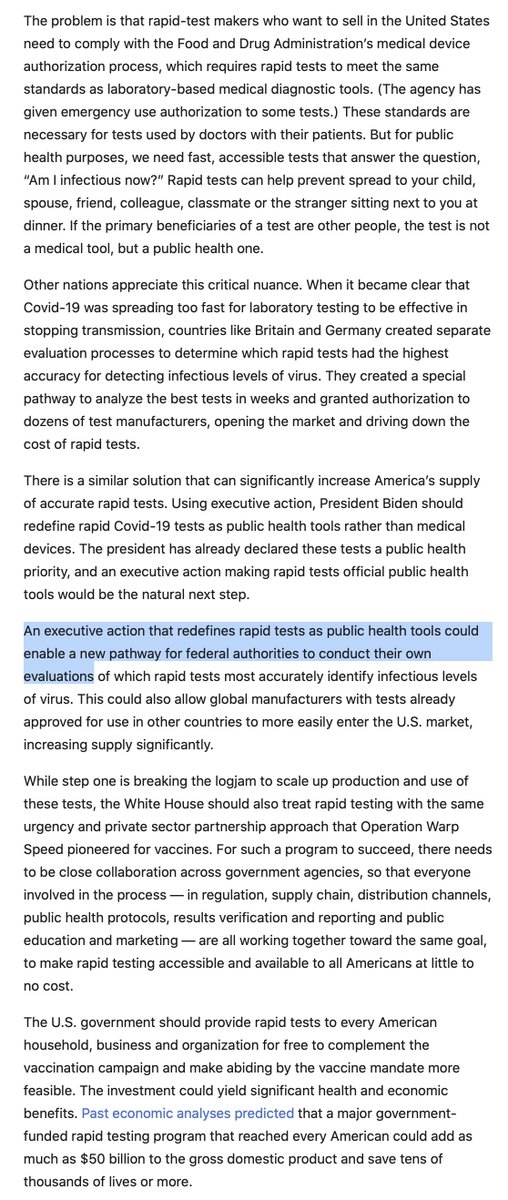 The problem is that rapid-test makers who want to sell in the United States
need to comply with the Food and Drug Administration’s medical device
authorization process, which requires rapid tests to meet the same
standards as laboratory-based medical diagnostic tools. (The agency has
given emergency use authorization to some tests.) These standards are
necessary for tests used by doctors with their patients. But for public
health purposes, we need fast, accessible tests that answer the question,
“Am I infectious now?” Rapid tests can help prevent spread to your child,
spouse, friend, colleague, classmate or the stranger sitting next to you at
dinner. If the primary beneficiaries of a test are other people, the test is not
a medical tool, but a public health one.
Other nations appreciate this critical nuance. When it became clear that
Covid-19 was spreading too fast for laboratory testing to be effective in
stopping transmission, countries like Britain and Germany created separate
evaluation processes to determine which rapid tests had the highest
accuracy for detecting infectious levels of virus. They created a special
pathway to analyze the best tests in weeks and granted authorization to
dozens of test manufacturers, opening the market and driving down the
cost of rapid tests.
There is a similar solution that can significantly increase America’s supply
of accurate rapid tests. Using executive action, President Biden should
redefine rapid Covid-19 tests as public health tools rather than medical
devices. The president has already declared these tests a public health
priority, and an executive action making rapid tests official public health
tools would be the natural next step.
An executive action that redefines rapid tests as public health tools could
enable a new pathway for federal authorities to conduct their own
evaluations of which rapid tests most accurately identify infectious levels
of virus. This could also allow global manufacturers with tests already
approved for use in other countries to more easily enter the U.S. market,
increasing supply significantly.
While step one is breaking the logjam to scale up production and use of
these tests, the White House should also treat rapid testing with the same
urgency and private sector partnership approach that Operation Warp
Speed pioneered for vaccines. For such a program to succeed, there needs
to be close collaboration across government agencies, so that everyone
involved in the process — in regulation, supply chain, distribution channels,
public health protocols, results verification and reporting and public
education and marketing — are all working together toward the same goal,
to make rapid testing accessible and available to all Americans at little to
no cost.
The U.S. government should provide rapid tests to every American
household, business and organization for free to complement the
vaccination campaign and make abiding by the vaccine mandate more
feasible. The investment could yield significant health and economic
benefits. Past economic analyses predicted that a major government-
funded rapid testing program that reached every American could add as
much as $50 billion to the gross domestic product and save tens of
thousands of lives or more.